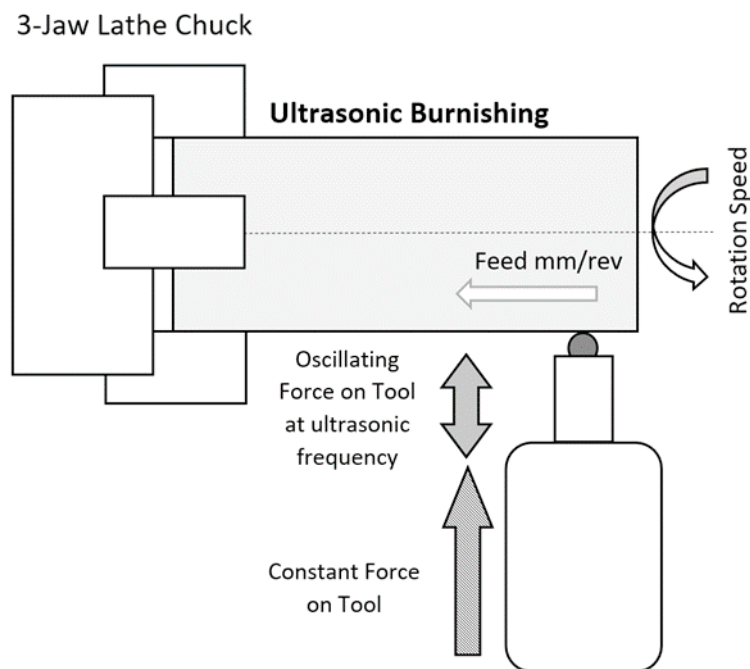 3-Jaw Lathe Chuck
Ultrasonic Burnishing
Rotation Speed
Feed mm/rev
Oscillating
Force on Tool
at ultrasonic
frequency
Constant Force
on Tool